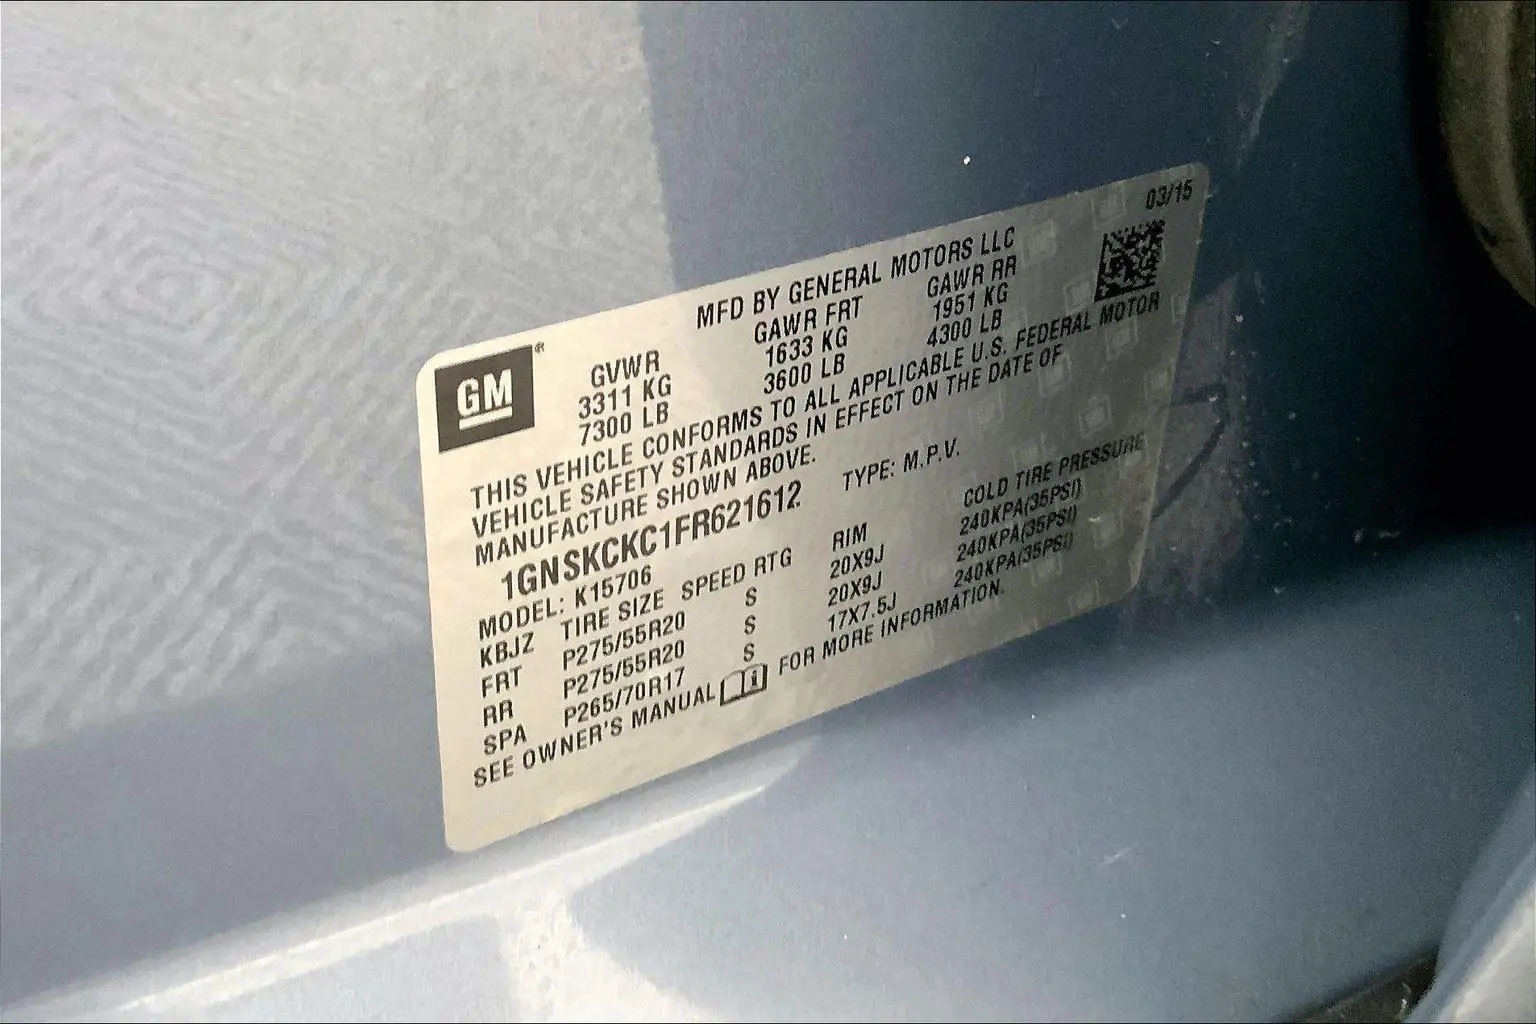 03/15
MFD BY GENERAL MOTORS LLC
GM®
GVWR GAWR FRT GAWR RR
3311 KG 1633 KG 1951 KG
7300 LB 3600 LB 4300 LB
THIS VEHICLE CONFORMS TO ALL APPLICABLE U.S. FEDERAL MOTOR
VEHICLE SAFETY STANDARDS IN EFFECT ON THE DATE OF
MANUFACTURE SHOWN ABOVE.
1GNSKCKC1FR621612 TYPE: M.P.V.
MODEL: K15706
KBJZ TIRE SIZE SPEED RTG RIM COLD TIRE PRESSURE
FRT P275/55R20 S 20X9J 240KPA(35PSI)
RR P275/55R20 S 20X9J 240KPA(35PSI)
SPA P265/70R17 S 17X7.5J 240KPA(35PSI)
SEE OWNER'S MANUAL i FOR MORE INFORMATION.